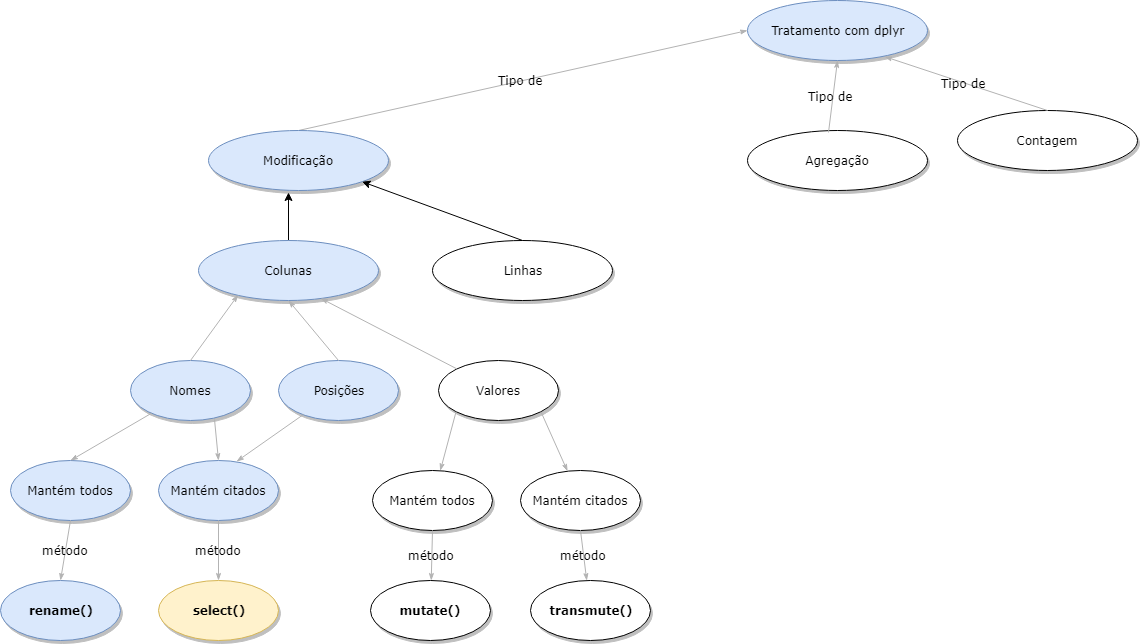 Tratamento com dplyr
Tipo de
Tipo de
Tipo de
Modificação
Agregação
Contagem
Colunas
Linhas
Nomes
Posições
Valores
Mantém todos
Mantém citados
Mantém todos
Mantém citados
método
método
método
método
rename()
select()
mutate()
transmute()